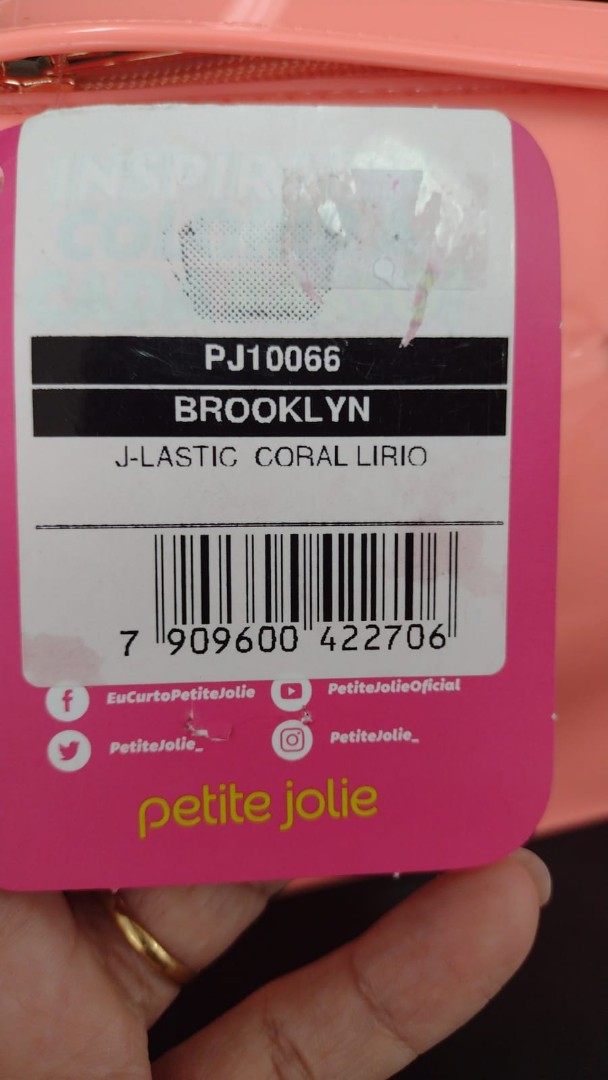 PJ10066
BROOKLYN
J-LASTIC CORAL LIRIO
7 909600 422706
EuCurtoPetiteJolie
PetiteJolieOficial
PetiteJolie_
PetiteJolie_
petite jolie